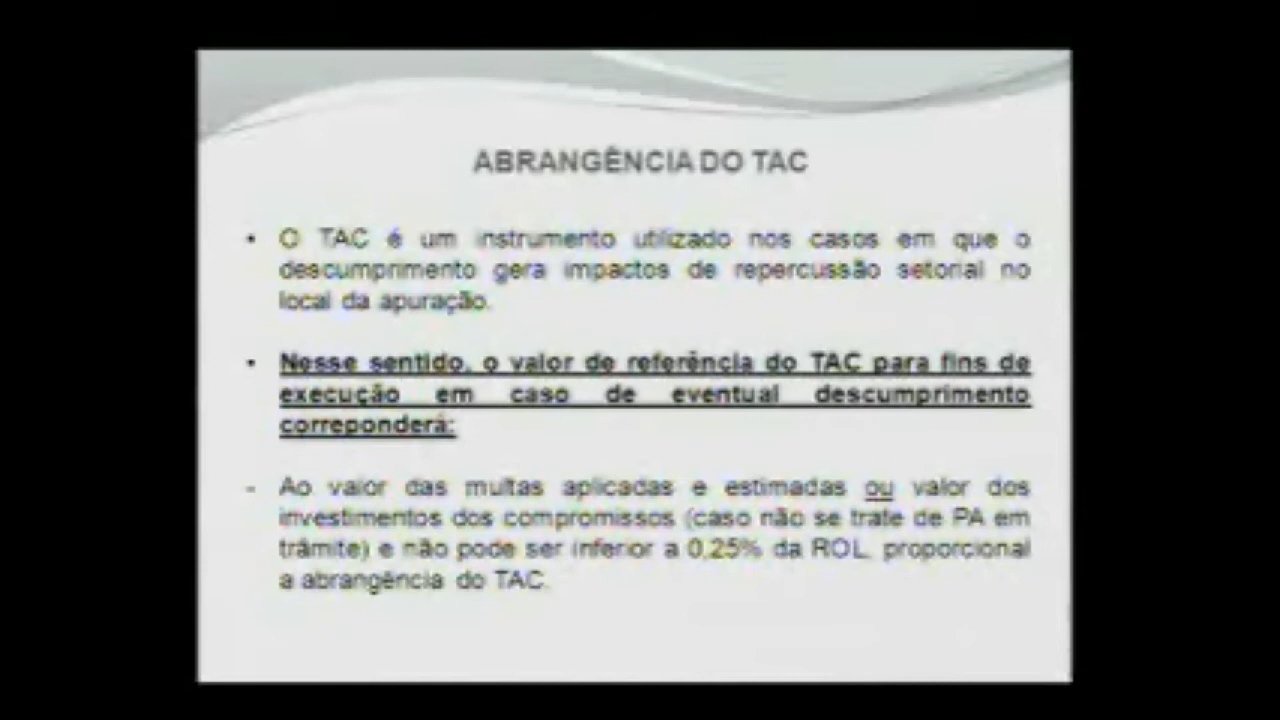 ABRANGÊNCIA DO TAC
• O TAC é um instrumento utilizado nos casos em que o
descumprimento gera impactos de repercussão setorial no
local da apuração.
• Nesse sentido, o valor de referência do TAC para fins de
execução em caso de eventual descumprimento
correponderá:
- Ao valor das multas aplicadas e estimadas ou valor dos
investimentos dos compromissos (caso não se trate de PA em
trâmite) e não pode ser inferior a 0,25% da ROL, proporcional
a abrangência do TAC.